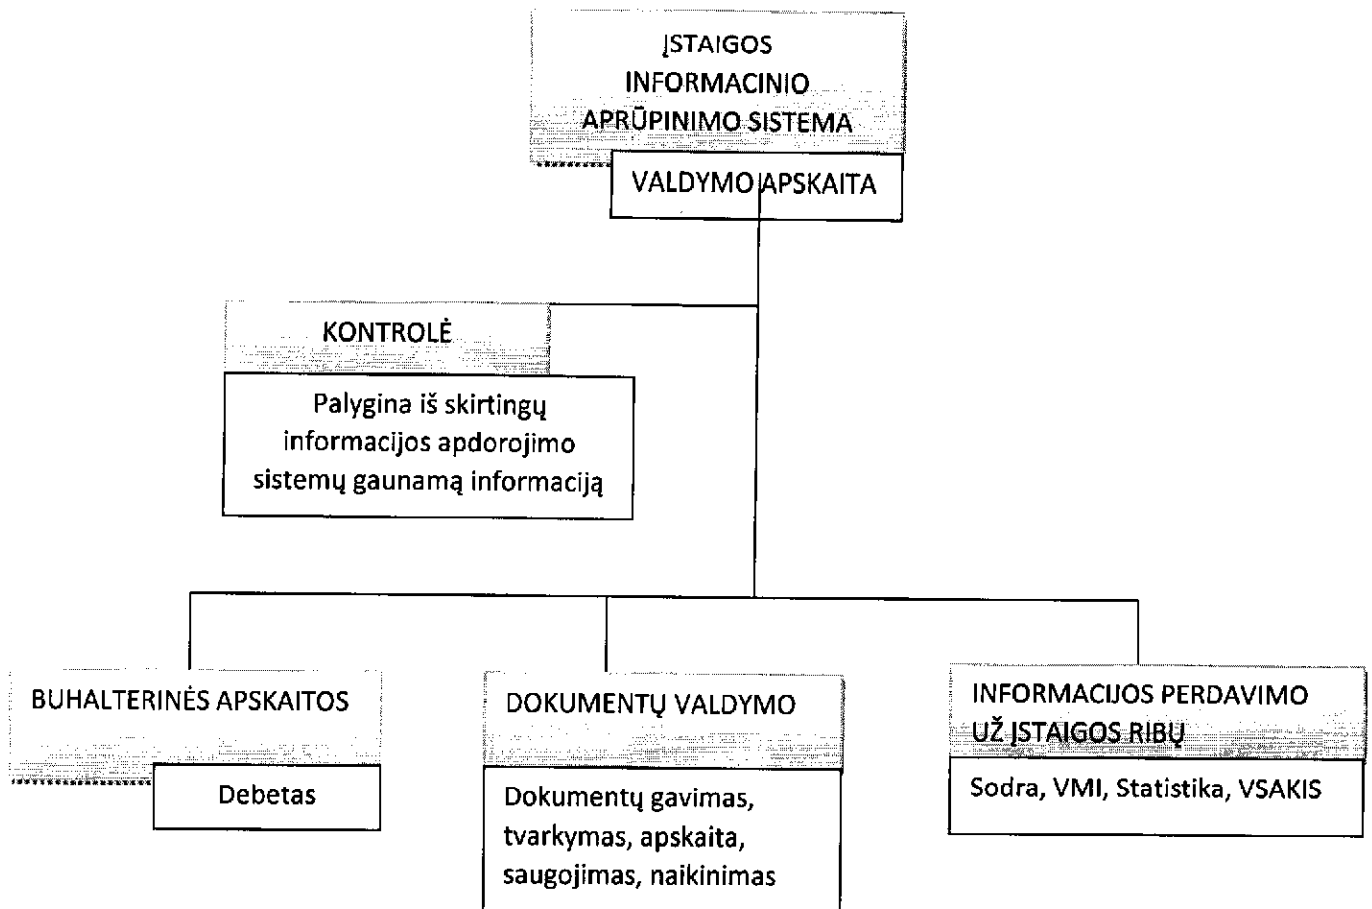 ĮSTAIGOS
INFORMACINIO
APRŪPINIMO SISTEMA
VALDYMO APSKAITA
KONTROLĖ
Palygina iš skirtingų
informacijos apdorojimo
sistemų gaunamą informaciją
BUHALTERINĖS APSKAITOS
Debetas
DOKUMENTŲ VALDYMO
Dokumentų gavimas,
tvarkymas, apskaita,
saugojimas, naikinimas
INFORMACIJOS PERDAVIMO
UŽ ĮSTAIGOS RIBŲ
Sodra, VMI, Statistika, VSAKIS